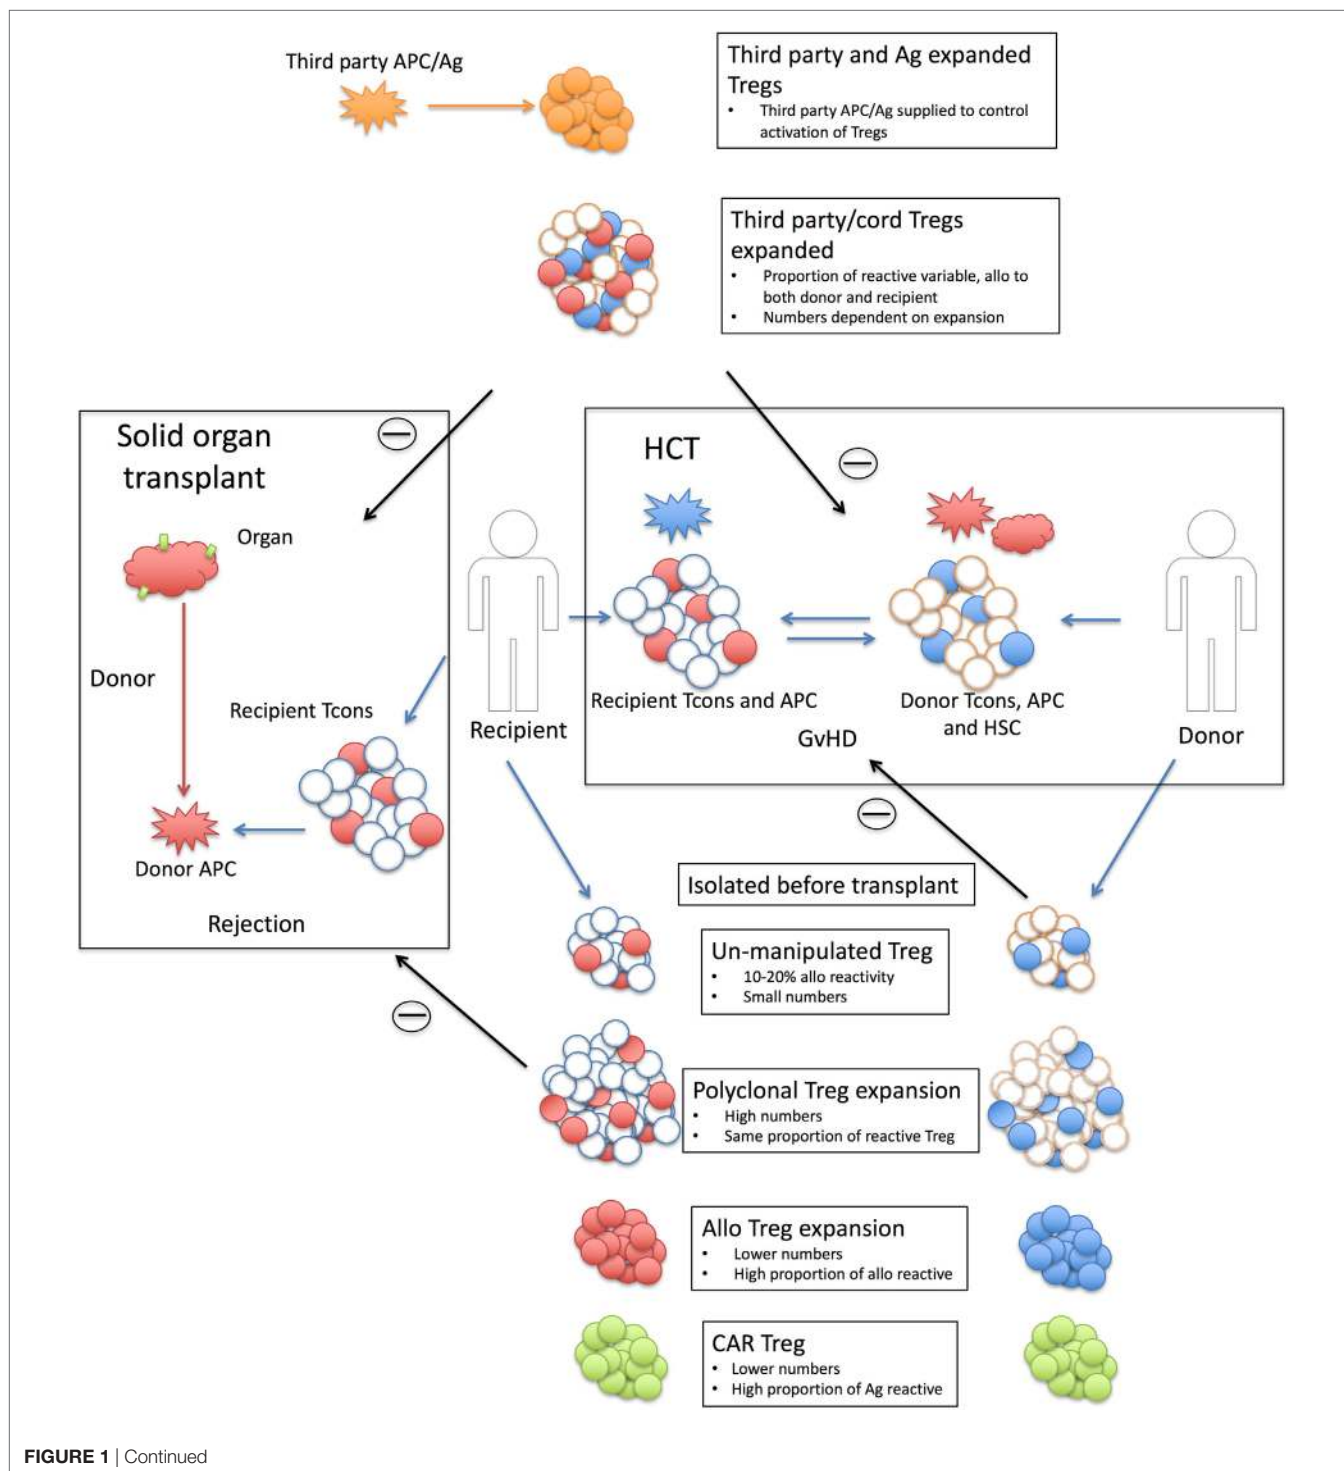 Third party APC/Ag
Third party and Ag expanded
Tregs
• Third party APC/Ag supplied to control
activation of Tregs
Third party/cord Tregs
expanded
• Proportion of reactive variable, allo to
both donor and recipient
• Numbers dependent on expansion
Solid organ
transplant
Organ
Donor
Recipient Tcons
Donor APC
Rejection
Recipient
HCT
Recipient Tcons and APC
Donor Tcons, APC
and HSC
GvHD
Donor
Isolated before transplant
Un-manipulated Treg
• 10-20% allo reactivity
• Small numbers
Polyclonal Treg expansion
• High numbers
• Same proportion of reactive Treg
Allo Treg expansion
• Lower numbers
• High proportion of allo reactive
CAR Treg
• Lower numbers
• High proportion of Ag reactive
FIGURE 1 | Continued